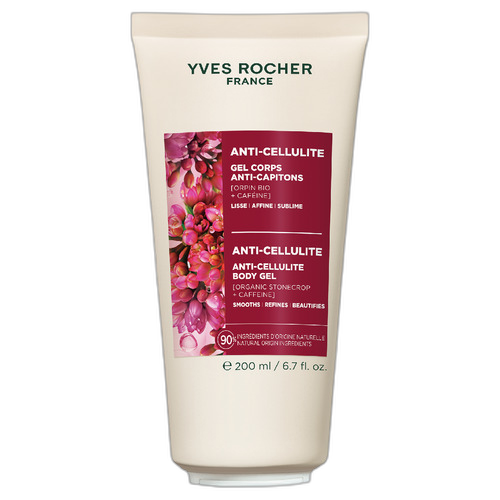 YVES ROCHER
FRANCE
ANTI-CELLULITE
GEL CORPS
ANTI-CAPITONS
[ORPIN BIO
+ CAFÉINE]
LISSE | AFFINE | SUBLIME
ANTI-CELLULITE
ANTI-CELLULITE
BODY GEL
[ORGANIC STONECROP
+ CAFFEINE]
SMOOTHS | REFINES | BEAUTIFIES
90% INGRÉDIENTS D'ORIGINE NATURELLE
NATURAL ORIGIN INGREDIENTS
℮ 200 ml / 6.7 fl. oz.